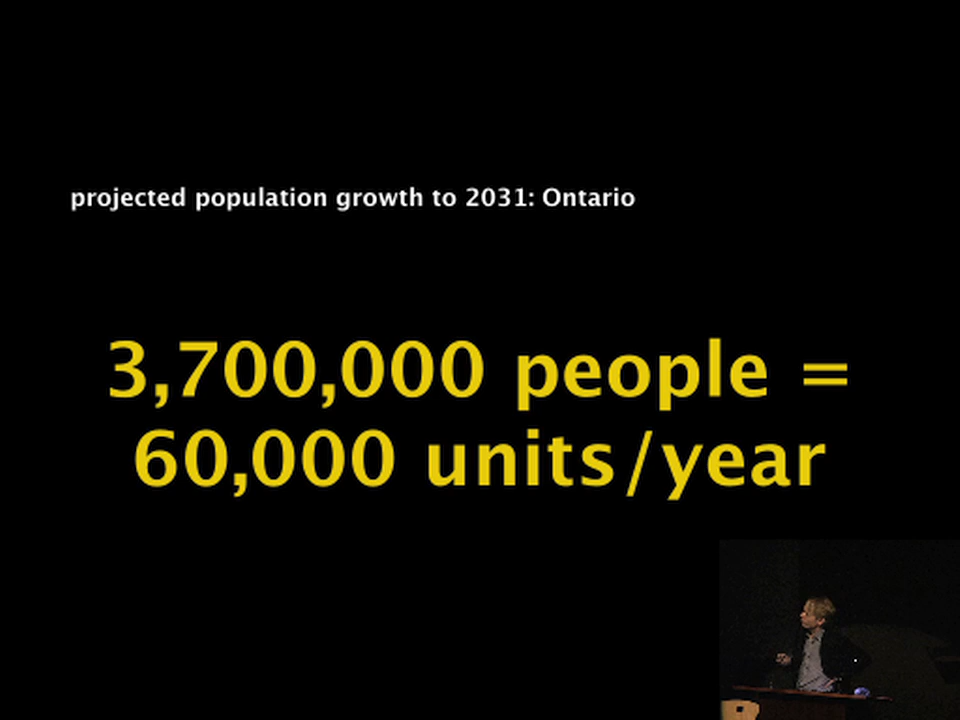 projected population growth to 2031: Ontario
3,700,000 people =
60,000 units/year